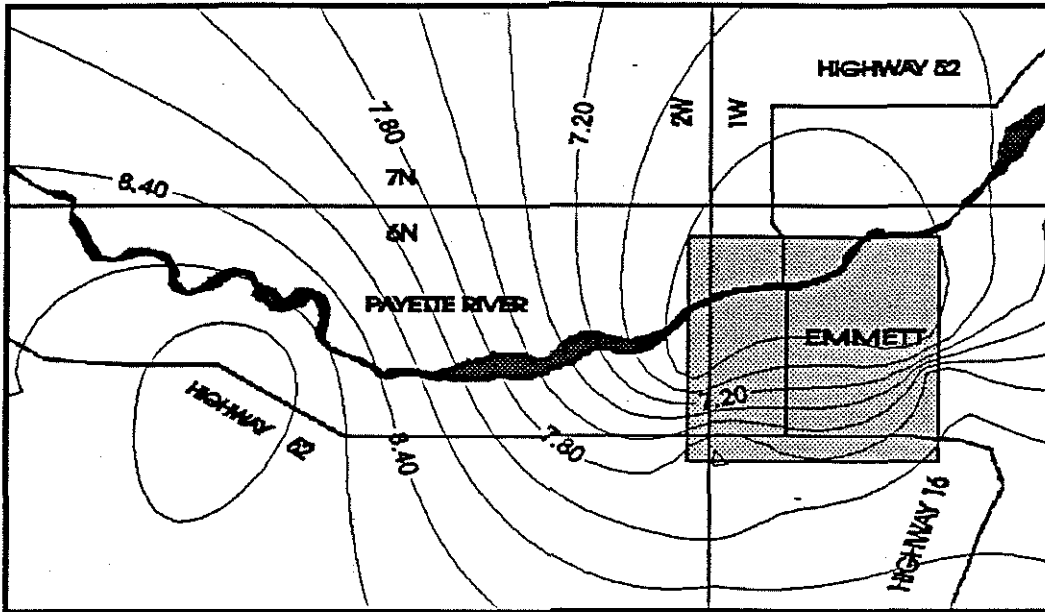 HIGHWAY 52
7.80
7.20
2W
1W
8.40
7N
6N
PAYETTE RIVER
EMMETT
7.20
HIGHWAY 52
8.40
7.80
HIGHWAY 16